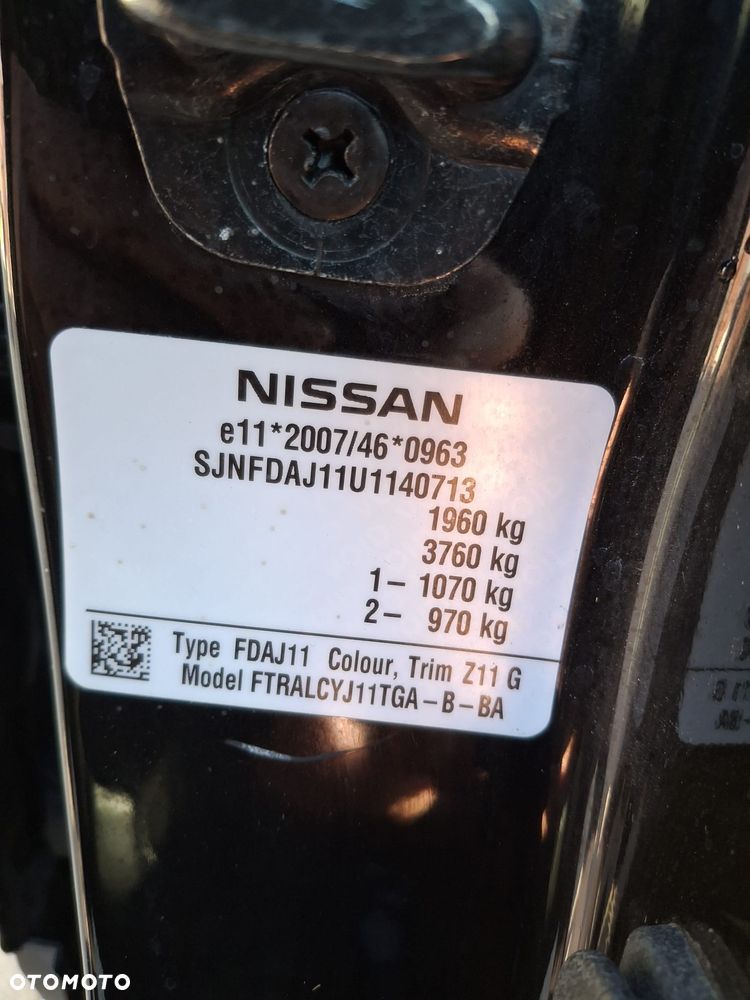 NISSAN
e11*2007/46*0963
SJNFDAJ11U1140713
1960 kg
3760 kg
1- 1070 kg
2- 970 kg
Type FDAJ11 Colour, Trim Z11 G
Model FTRALCYJ11TGA-B-BA
OTOMOTO